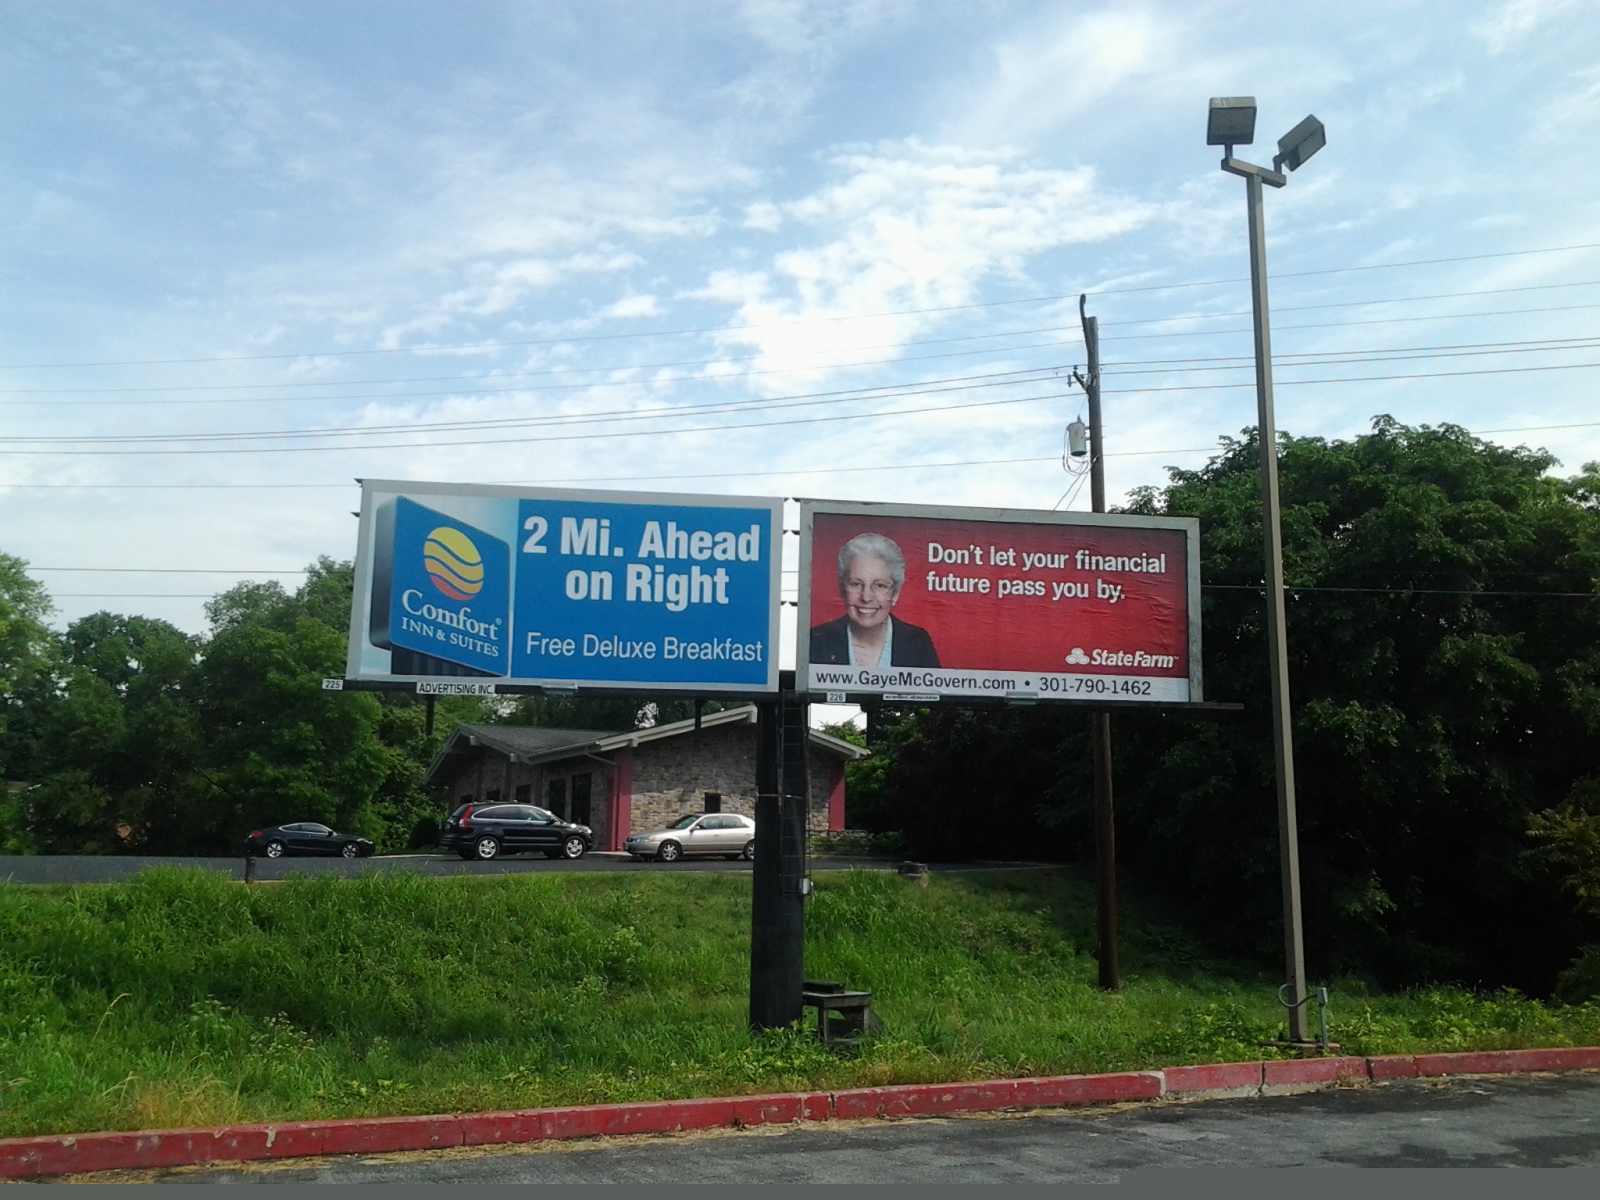 2 Mi. Ahead
on Right
Free Deluxe Breakfast
Comfort®
INN & SUITES
225
ADVERTISING INC.
Don't let your financial
future pass you by.
StateFarm™
www.GayeMcGovern.com • 301-790-1462
226